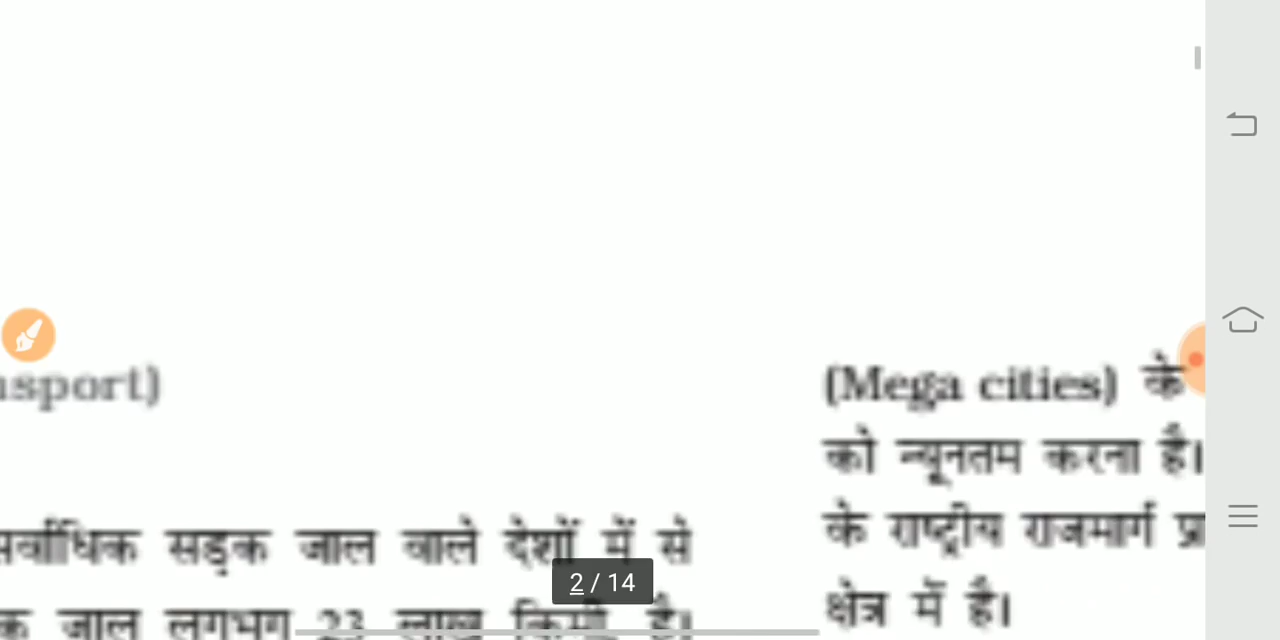 nsport)
सर्वाधिक सड़क जाल वाले देशों में से
क जाल लगभग 23 लाख किमी है।
(Mega cities) के
को न्यूनतम करना है।
के राष्ट्रीय राजमार्ग प्रा
क्षेत्र में है।
2 / 14